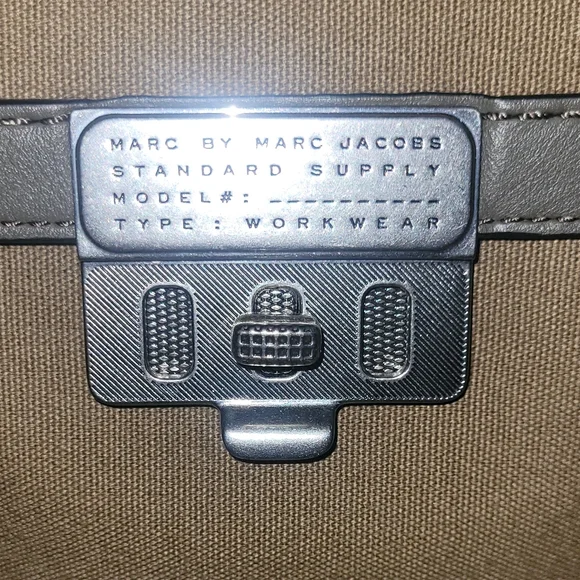 MARC BY MARC JACOBS
STANDARD SUPPLY
MODEL#: __________
TYPE: WORKWEAR